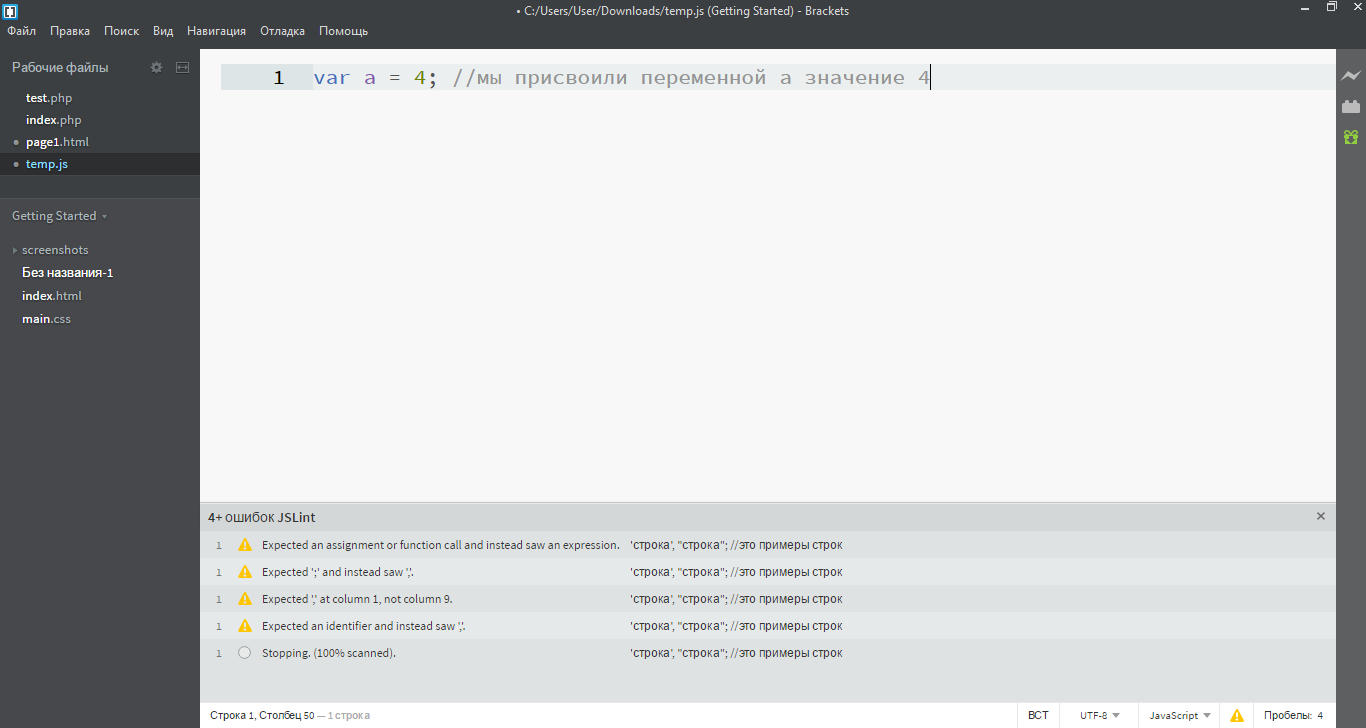 • C:/Users/User/Downloads/temp.js (Getting Started) - Brackets
Файл Правка Поиск Вид Навигация Отладка Помощь
Рабочие файлы
test.php
index.php
page1.html
temp.js
Getting Started
screenshots
Без названия-1
index.html
main.css
1 var a = 4; //мы присвоили переменной a значение 4
4+ ошибок JSLint
1 Expected an assignment or function call and instead saw an expression. 'строка', "строка"; //это примеры строк
1 Expected ';' and instead saw ','. 'строка', "строка"; //это примеры строк
1 Expected ',' at column 1, not column 9. 'строка', "строка"; //это примеры строк
1 Expected an identifier and instead saw ','. 'строка', "строка"; //это примеры строк
1 Stopping. (100% scanned). 'строка', "строка"; //это примеры строк
Строка 1, Столбец 50 — 1 строка ВСТ UTF-8 JavaScript Пробелы: 4